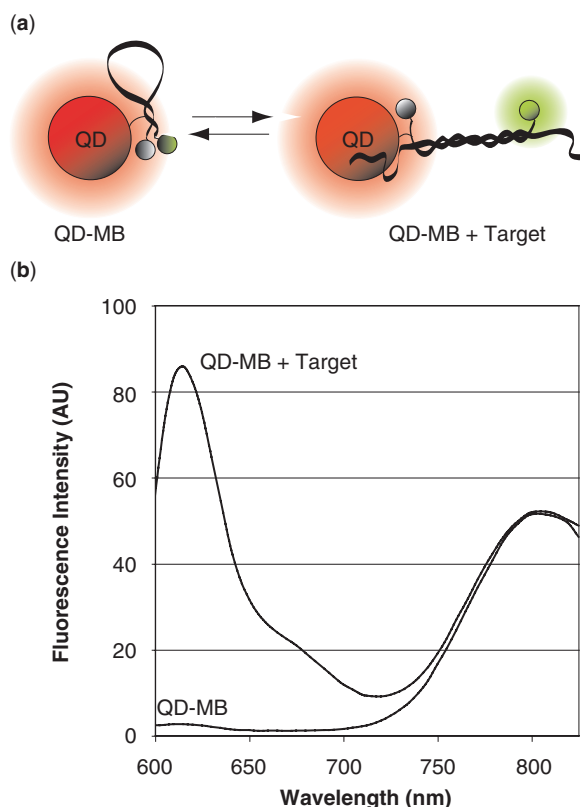 (a)
QD
QD
QD-MB
QD-MB + Target
(b)
100
80
60
40
20
0
600
650
700
750
800
Fluorescence Intensity (AU)
Wavelength (nm)
QD-MB + Target
QD-MB